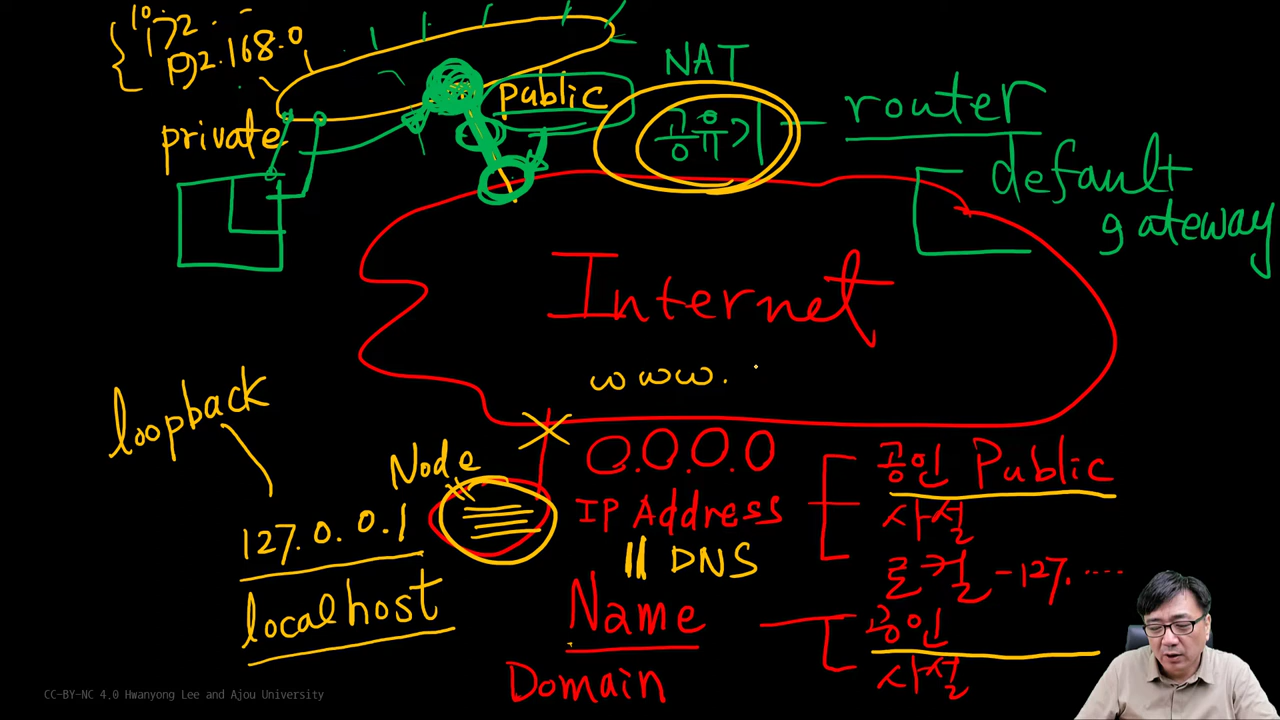 10. -
172
192.168.0
private
public
NAT
공유기
router
default
gateway
Internet
www.
loopback
Node
127.0.0.1
localhost
0.0.0.0
IP Address
|| DNS
Name
Domain
공인 Public
사설
로컬 - 127. ....
공인
사설
CC-BY-NC 4.0 Hwanyong Lee and Ajou University